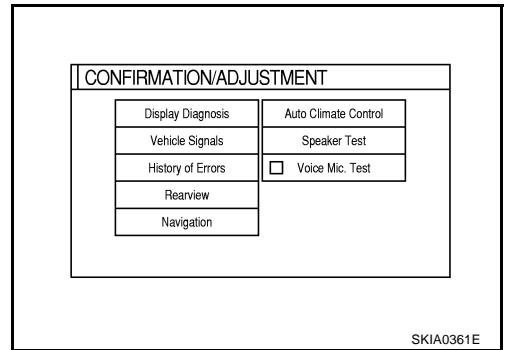 CONFIRMATION/ADJUSTMENT
Display Diagnosis
Vehicle Signals
History of Errors
Rearview
Navigation
Auto Climate Control
Speaker Test
Voice Mic. Test
SKIA0361E